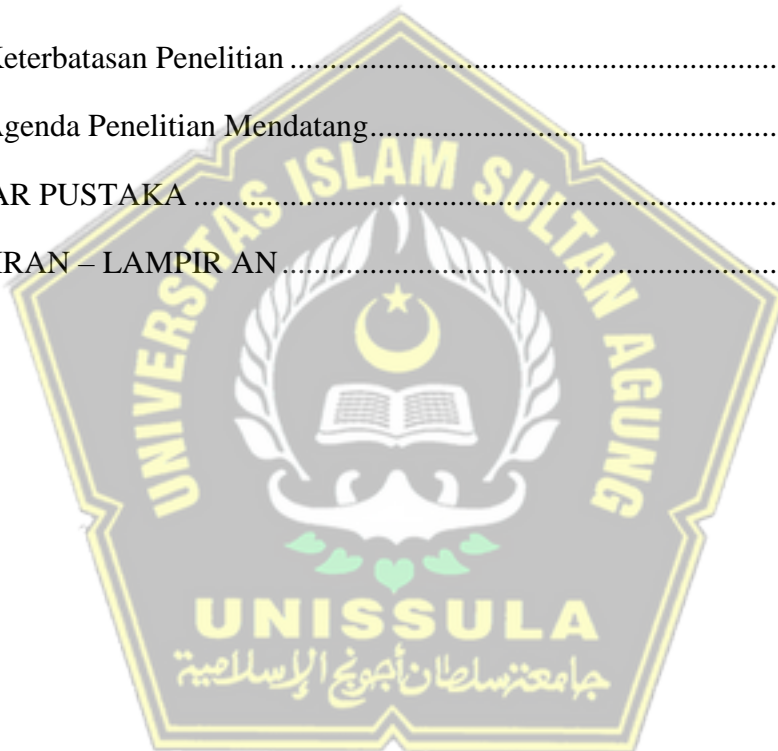 Keterbatasan Penelitian ................................................................
Agenda Penelitian Mendatang................................................................
AR PUSTAKA ................................................................
IRAN – LAMPIR AN ................................................................
UNIVERSITAS ISLAM SULTAN AGUNG
UNISSULA
جامعة سلطان أجونج الإسلامية